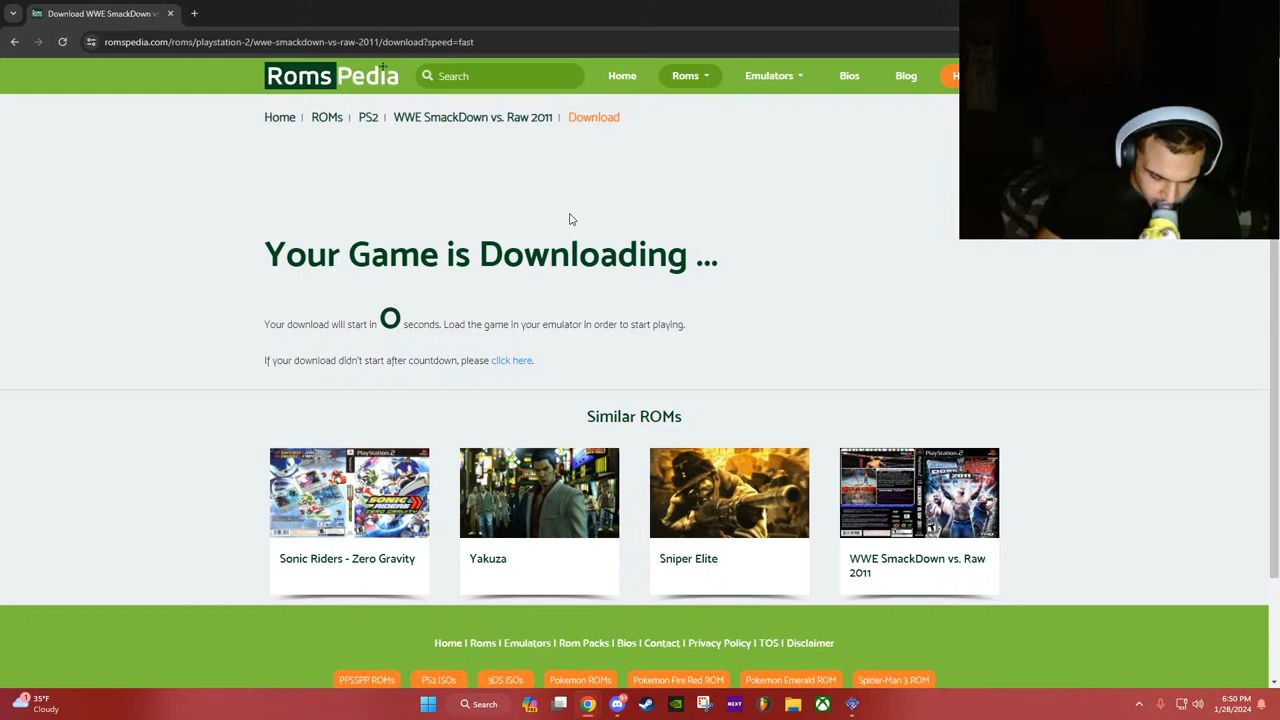 Download WWE SmackDown vs
romspedia.com/roms/playstation-2/wwe-smackdown-vs-raw-2011/download?speed=fast
RomsPedia
Search
Home
Roms
Emulators
Bios
Blog
H
Home | ROMs | PS2 | WWE SmackDown vs. Raw 2011 | Download
Your Game is Downloading ...
Your download will start in 0 seconds. Load the game in your emulator in order to start playing.
If your download didn't start after countdown, please click here.
Similar ROMs
Sonic Riders - Zero Gravity
Yakuza
Sniper Elite
WWE SmackDown vs. Raw
2011
Home | Roms | Emulators | Rom Packs | Bios | Contact | Privacy Policy | TOS | Disclaimer
PPSSPP ROMs
PS2 ISOs
3DS ISOs
Pokemon ROMs
Pokemon Fire Red ROM
Pokemon Emerald ROM
Spider-Man 3 ROM
35°F
Cloudy
Search
NZXT
6:50 PM
1/28/2024